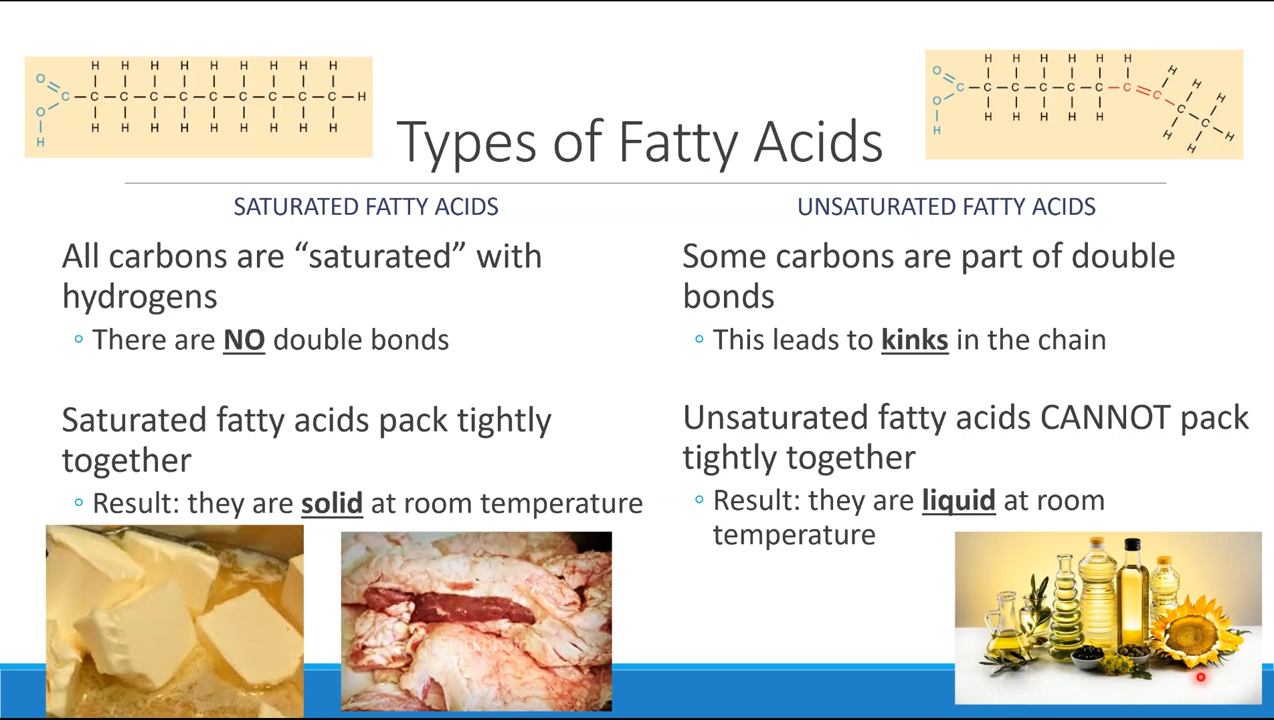 H H H H H H H H H
O
C—C—C—C—C—C—C—C—C—C—H
O
H H H H H H H H H
H
H H H H H H
H
O
H
C—C—C—C—C—C—C=C
H
O
C
H H H H H
C
H
H
H
H
Types of Fatty Acids
SATURATED FATTY ACIDS
All carbons are “saturated” with
hydrogens
◦ There are NO double bonds
Saturated fatty acids pack tightly
together
◦ Result: they are solid at room temperature
UNSATURATED FATTY ACIDS
Some carbons are part of double
bonds
◦ This leads to kinks in the chain
Unsaturated fatty acids CANNOT pack
tightly together
◦ Result: they are liquid at room
temperature